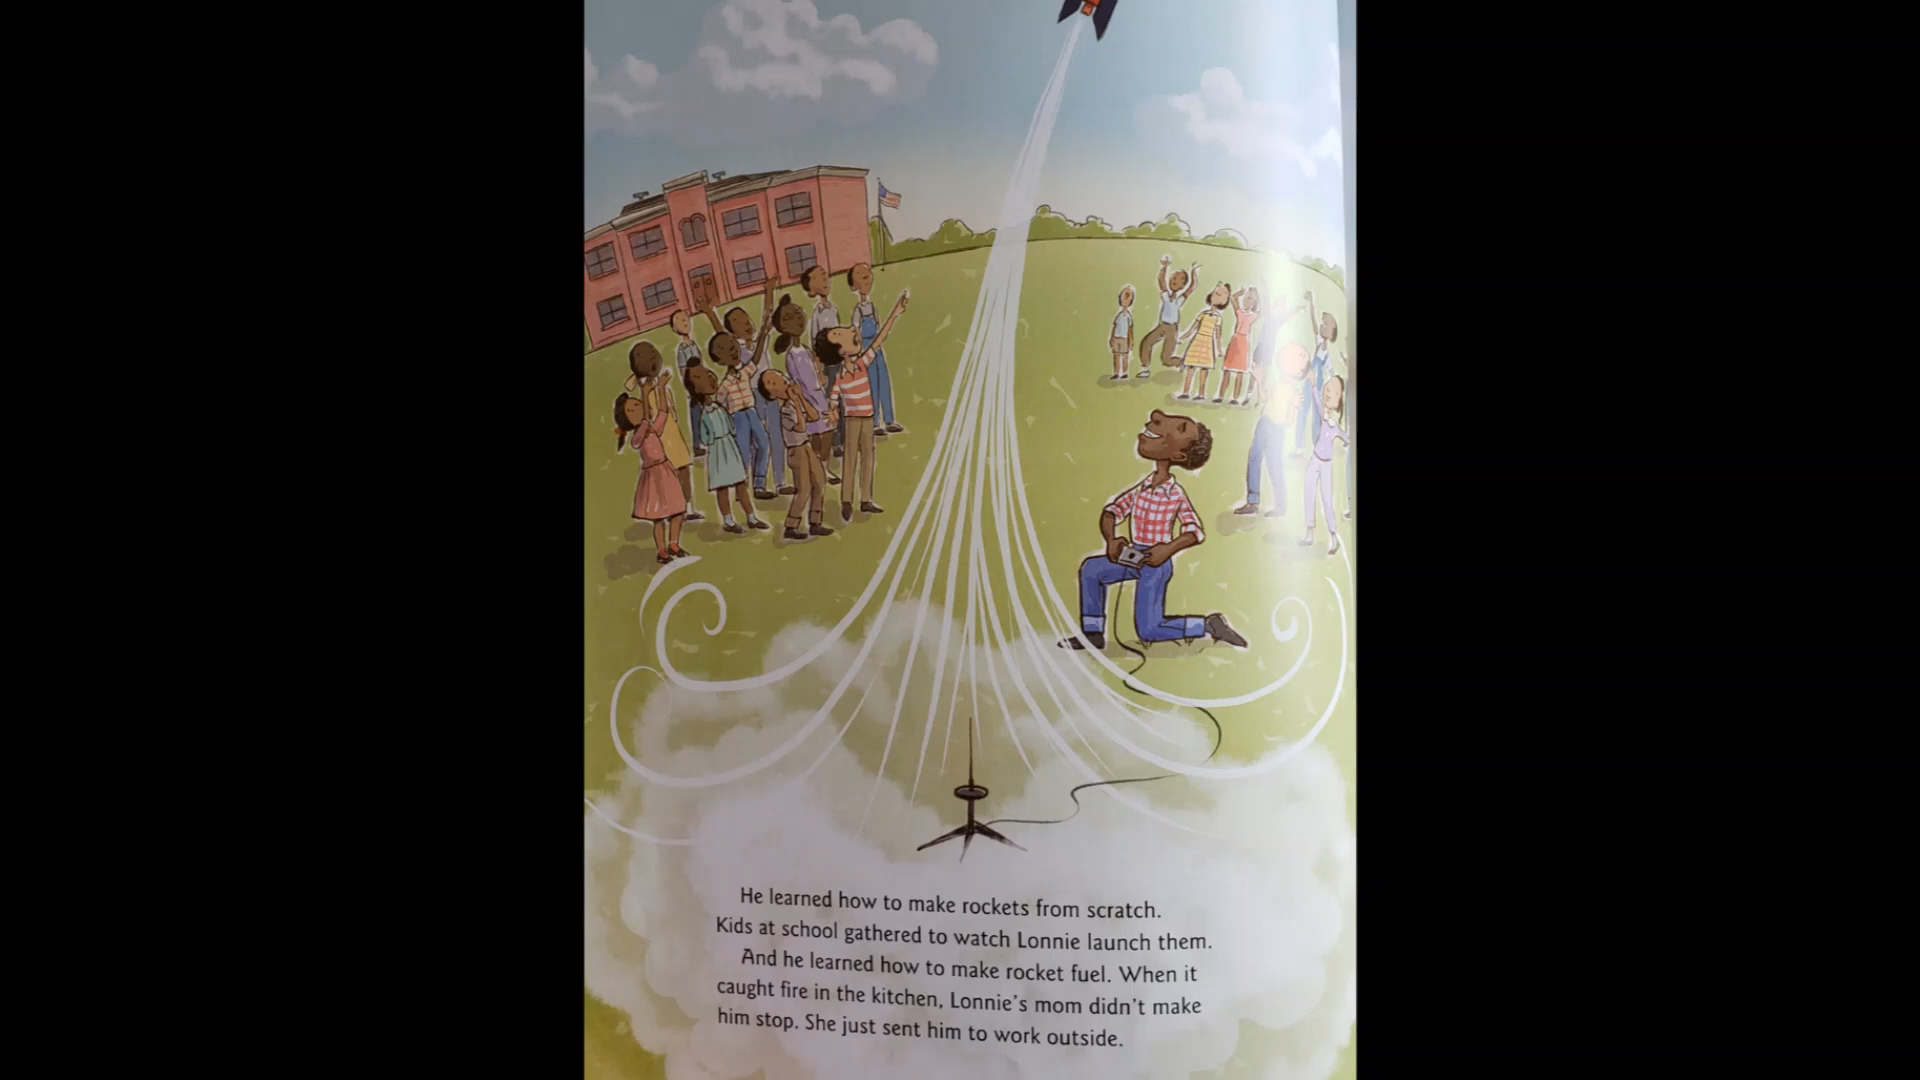 He learned how to make rockets from scratch.
Kids at school gathered to watch Lonnie launch them.
And he learned how to make rocket fuel. When it
caught fire in the kitchen, Lonnie's mom didn't make
him stop. She just sent him to work outside.